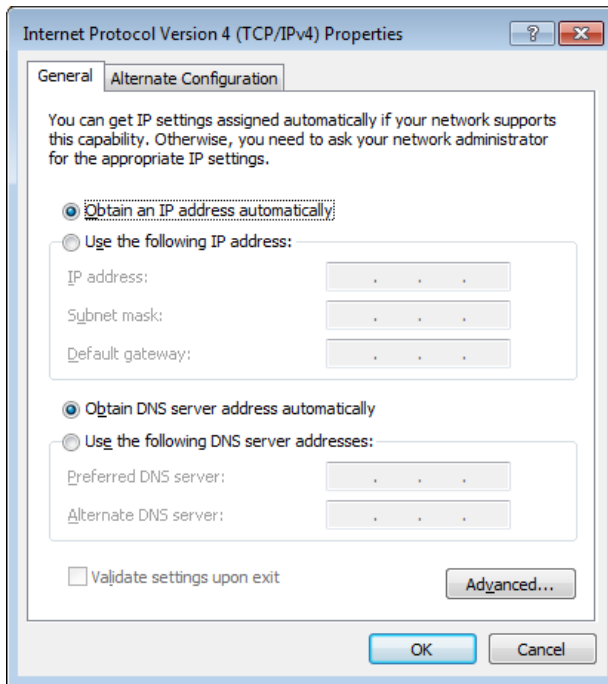 Internet Protocol Version 4 (TCP/IPv4) Properties
General
Alternate Configuration
You can get IP settings assigned automatically if your network supports
this capability. Otherwise, you need to ask your network administrator
for the appropriate IP settings.
Obtain an IP address automatically
Use the following IP address:
IP address:
Subnet mask:
Default gateway:
Obtain DNS server address automatically
Use the following DNS server addresses:
Preferred DNS server:
Alternate DNS server:
Validate settings upon exit
Advanced...
OK
Cancel